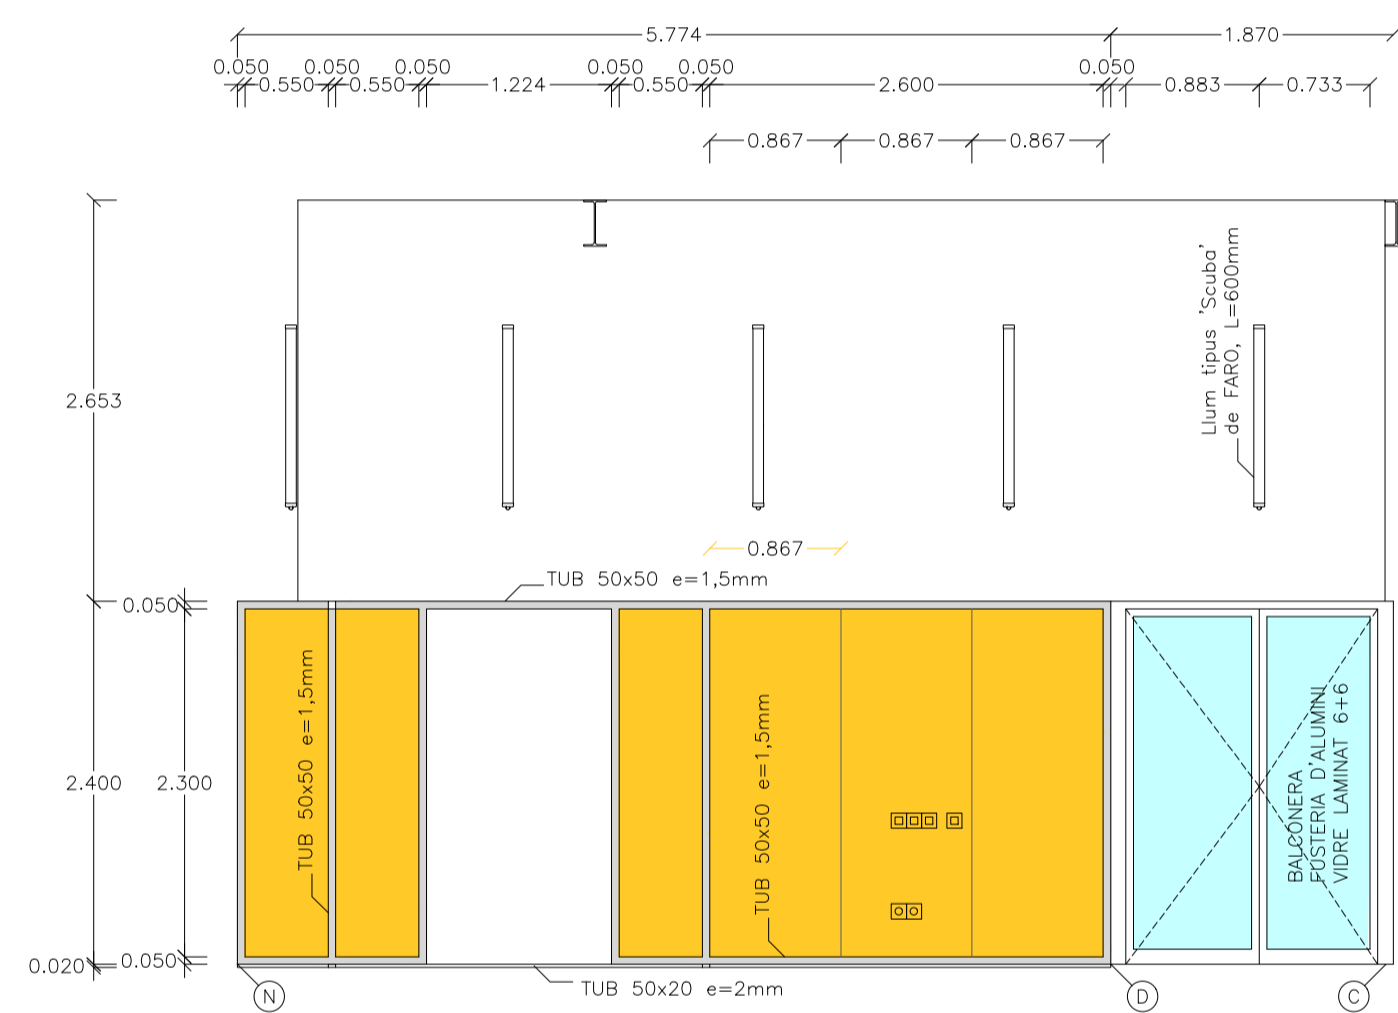 5.774
1.870
0.050
0.050
0.050
0.050
0.050
0.050
0.550
0.550
1.224
0.550
2.600
0.883
0.733
0.867
0.867
0.867
Llum tipus 'Scuba'
de FARO, L=600mm
2.653
0.867
TUB 50x50 e=1,5mm
0.050
TUB 50x50 e=1,5mm
TUB 50x50 e=1,5mm
BALCONERA
FUSTERIA D'ALUMINI
VIDRE LAMINAT 6+6
2.400
2.300
0.020
0.050
TUB 50x20 e=2mm
N
D
C